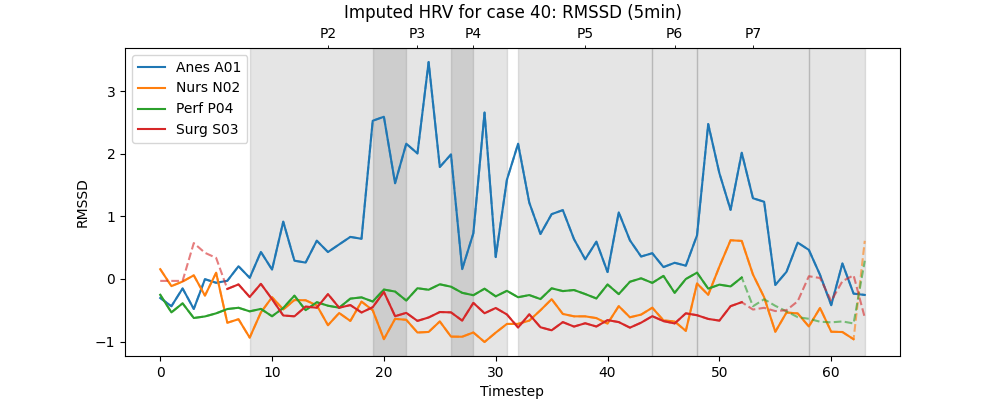 Imputed HRV for case 40: RMSSD (5min)
P2 P3 P4 P5 P6 P7
Anes A01
Nurs N02
Perf P04
Surg S03
3
2
1
0
−1
RMSSD
0 10 20 30 40 50 60
Timestep